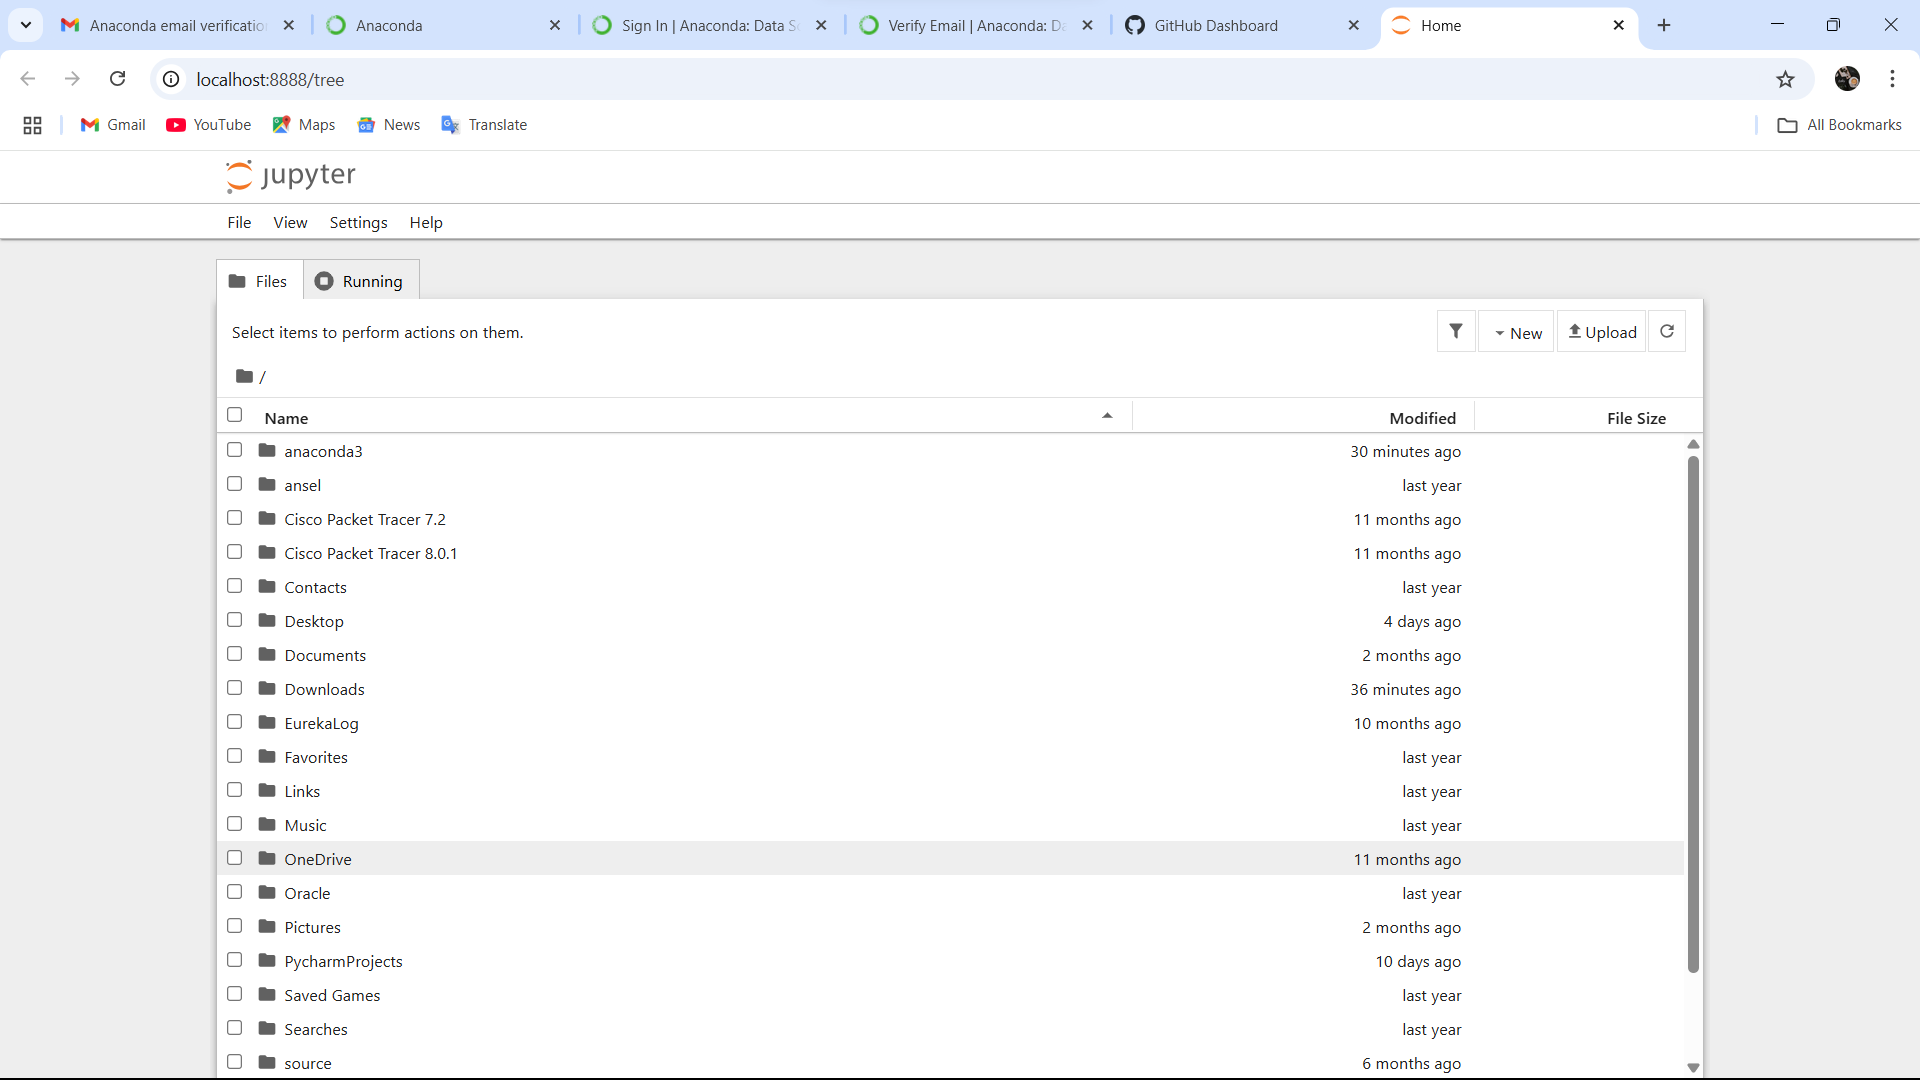 Anaconda email verification
Anaconda
Sign In | Anaconda: Data Sc
Verify Email | Anaconda: Da
GitHub Dashboard
Home
localhost:8888/tree
Gmail
YouTube
Maps
News
Translate
All Bookmarks
jupyter
File View Settings Help
Files
Running
Select items to perform actions on them.
New
Upload
/
Name Modified File Size
anaconda3 30 minutes ago
ansel last year
Cisco Packet Tracer 7.2 11 months ago
Cisco Packet Tracer 8.0.1 11 months ago
Contacts last year
Desktop 4 days ago
Documents 2 months ago
Downloads 36 minutes ago
EurekaLog 10 months ago
Favorites last year
Links last year
Music last year
OneDrive 11 months ago
Oracle last year
Pictures 2 months ago
PycharmProjects 10 days ago
Saved Games last year
Searches last year
source 6 months ago